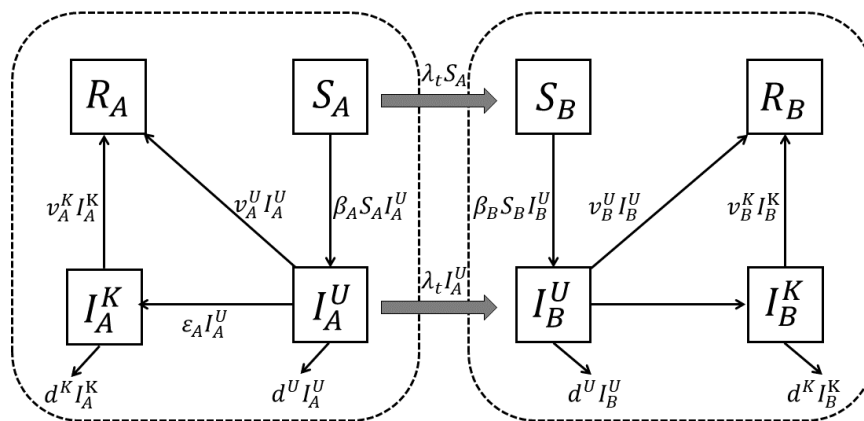 λ_t S_A
R_A S_A S_B R_B
v_A^K I_A^K v_A^U I_A^U β_A S_A I_A^U β_B S_B I_B^U v_B^U I_B^U v_B^K I_B^K
λ_t I_A^U
I_A^K I_A^U I_B^U I_B^K
ε_A I_A^U
d^K I_A^K d^U I_A^U d^U I_B^U d^K I_B^K